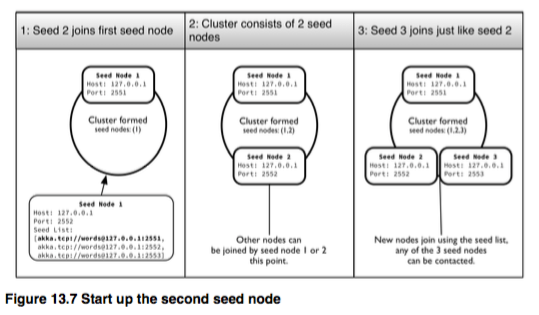 1: Seed 2 joins first seed node
Seed Node 1
Host: 127.0.0.1
Port: 2551
Cluster formed
seed nodes: (1)
Seed Node 1
Host: 127.0.0.1
Port: 2552
Seed List:
[akka.tcp://words@127.0.0.1:2551,
akka.tcp://words@127.0.0.1:2552,
akka.tcp://words@127.0.0.1:2553]
2: Cluster consists of 2 seed
nodes
Seed Node 1
Host: 127.0.0.1
Port: 2551
Cluster formed
seed nodes: (1,2)
Seed Node 2
Host: 127.0.0.1
Port: 2552
Other nodes can
be joined by seed node 1 or 2
this point.
3: Seed 3 joins just like seed 2
Seed Node 1
Host: 127.0.0.1
Port: 2551
Cluster formed
seed nodes: (1,2,3)
Seed Node 2
Host: 127.0.0.1
Port: 2552
Seed Node 3
Host: 127.0.0.1
Port: 2553
New nodes join using the seed list,
any of the 3 seed nodes
can be contacted.
Figure 13.7 Start up the second seed node